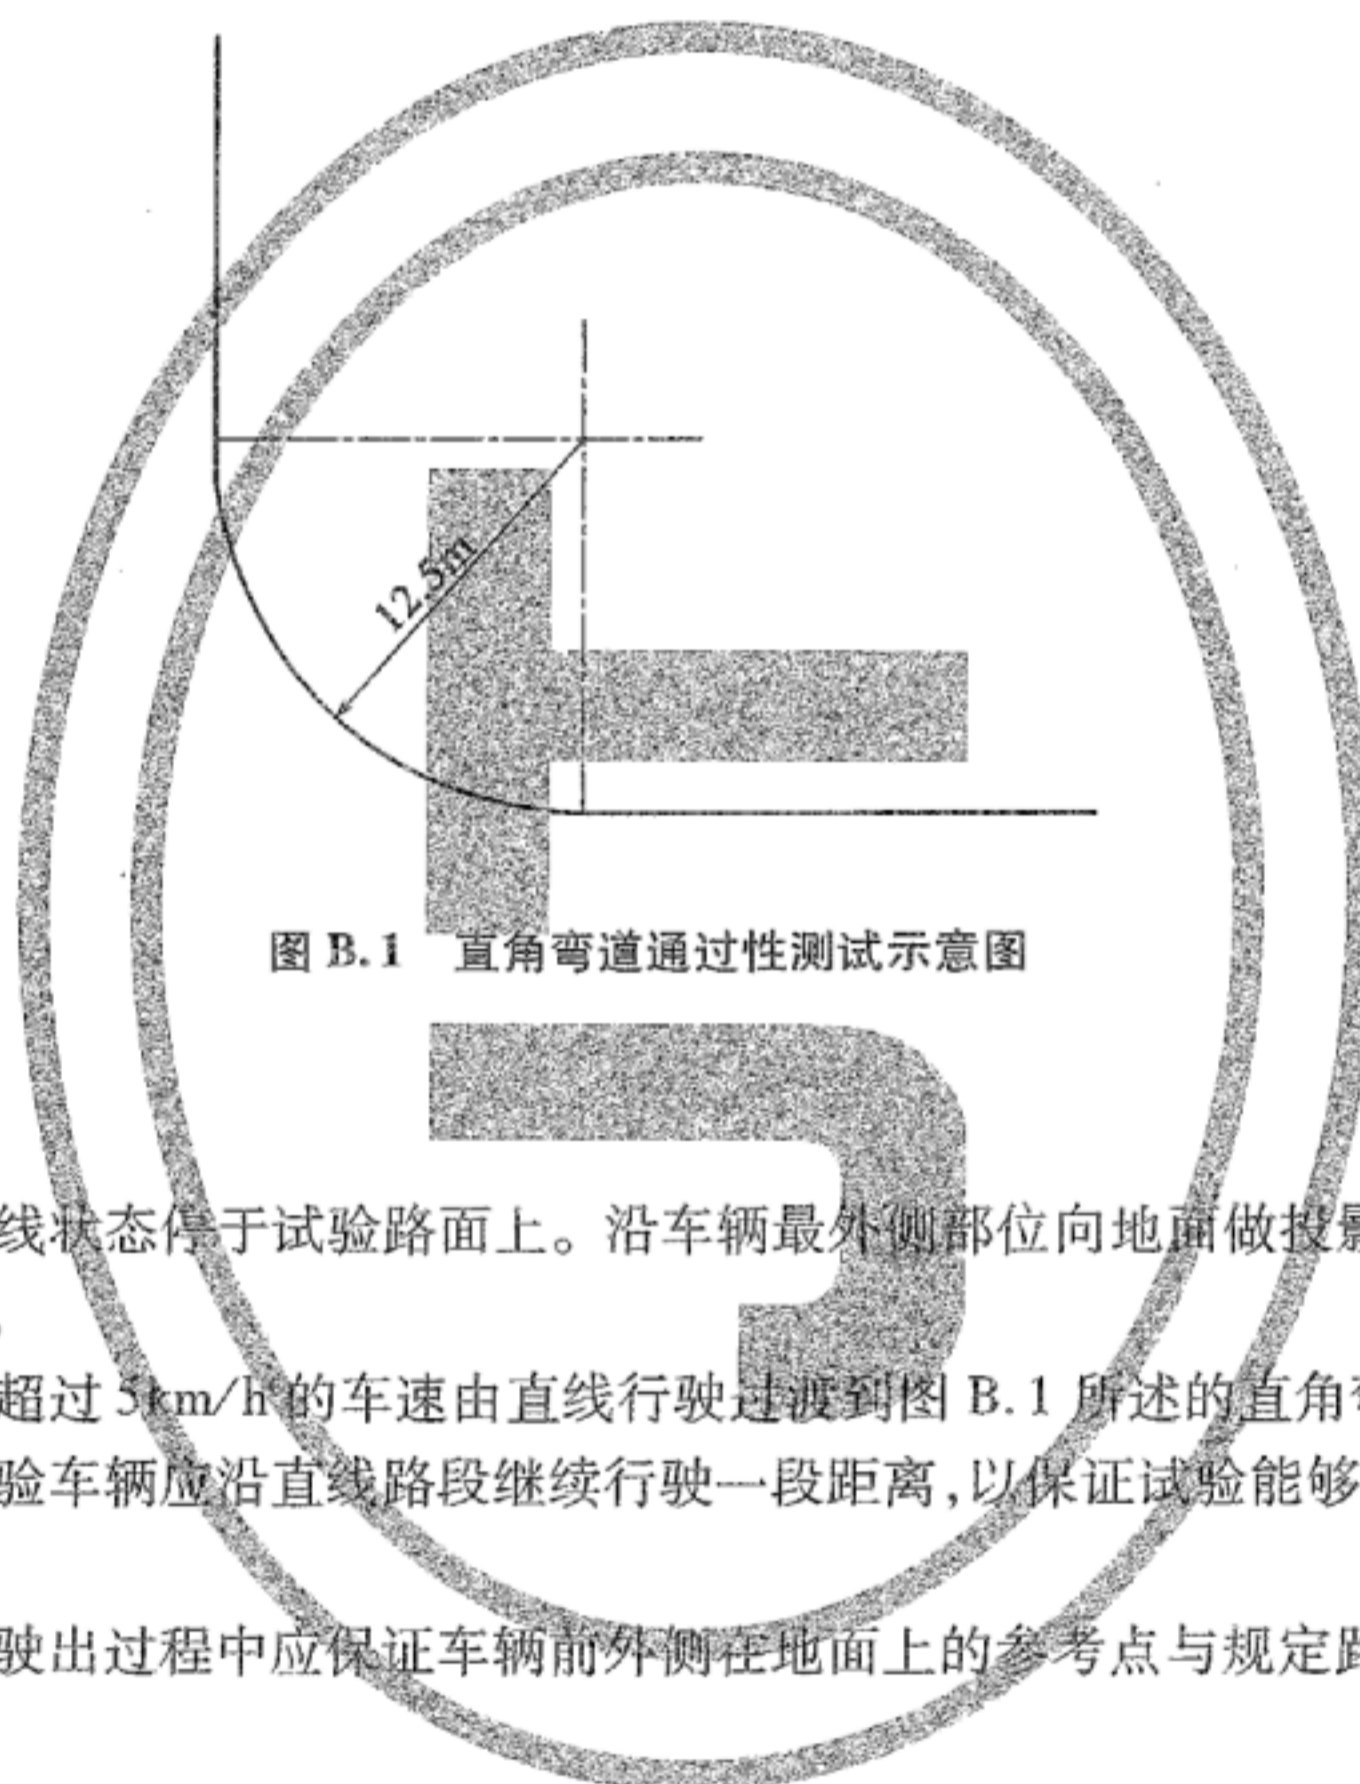 12.5m
图 B.1 直角弯道通过性测试示意图
线状态停于试验路面上。沿车辆最外侧部位向地面做投影
超过 5km/h 的车速由直线行驶过渡到图 B.1 所述的直角弯
验车辆应沿直线路段继续行驶一段距离,以保证试验能够
驶出过程中应保证车辆前外侧在地面上的参考点与规定路